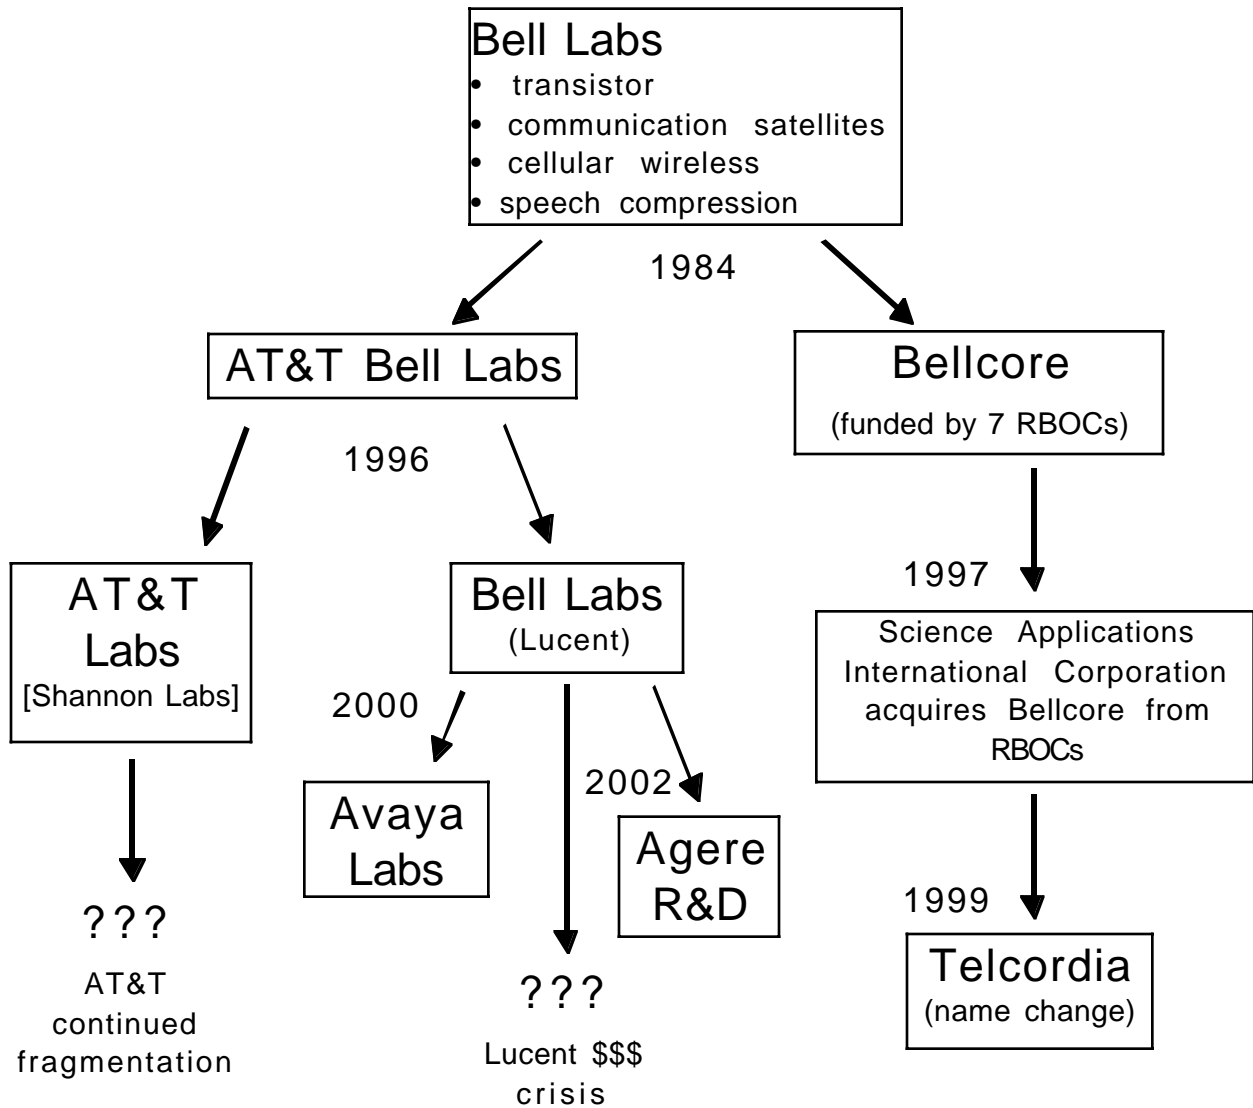 Bell Labs
• transistor
• communication satellites
• cellular wireless
• speech compression
1984
AT&T Bell Labs
Bellcore
(funded by 7 RBOCs)
1996
1997
AT&T
Labs
[Shannon Labs]
Bell Labs
(Lucent)
Science Applications
International Corporation
acquires Bellcore from
RBOCs
2000
2002
Avaya
Labs
Agere
R&D
1999
???
AT&T
continued
fragmentation
???
Lucent $$$
crisis
Telcordia
(name change)